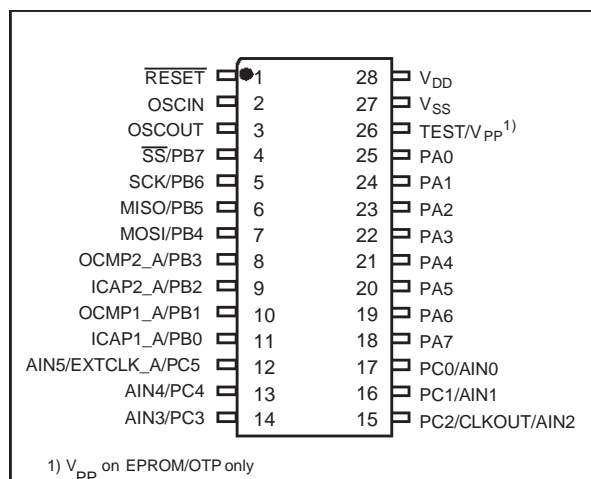 RESET 1 28 VDD
OSCIN 2 27 VSS
OSCOUT 3 26 TEST/VPP1)
SS/PB7 4 25 PA0
SCK/PB6 5 24 PA1
MISO/PB5 6 23 PA2
MOSI/PB4 7 22 PA3
OCMP2_A/PB3 8 21 PA4
ICAP2_A/PB2 9 20 PA5
OCMP1_A/PB1 10 19 PA6
ICAP1_A/PB0 11 18 PA7
AIN5/EXTCLK_A/PC5 12 17 PC0/AIN0
AIN4/PC4 13 16 PC1/AIN1
AIN3/PC3 14 15 PC2/CLKOUT/AIN2
1) VPP on EPROM/OTP only